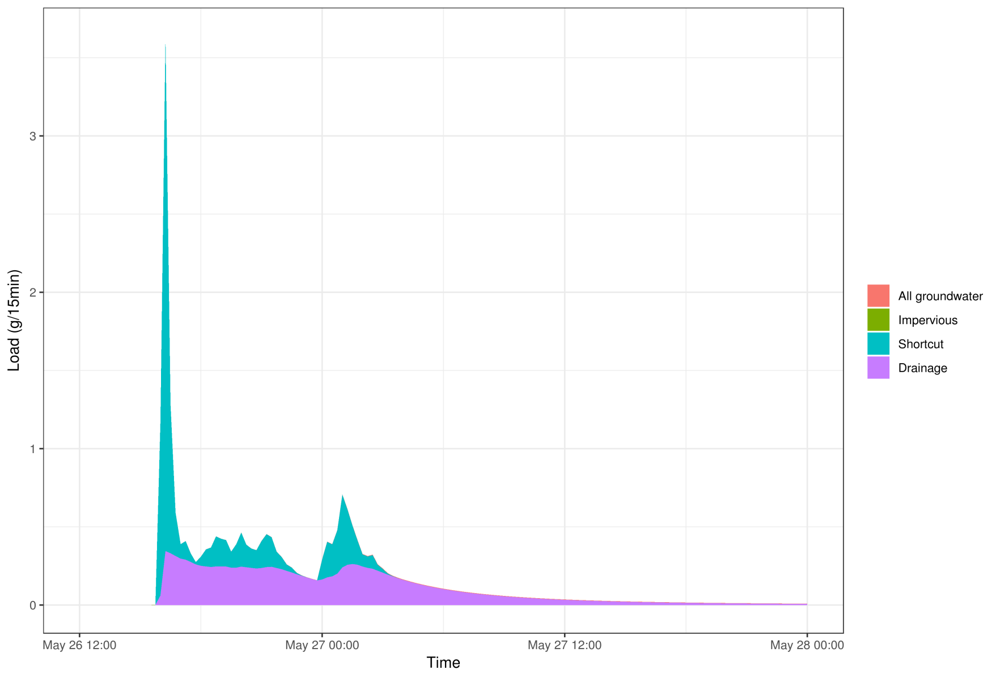 Load (g/15min)
3
2
1
0
May 26 12:00
May 27 00:00
May 27 12:00
May 28 00:00
Time
All groundwater
Impervious
Shortcut
Drainage